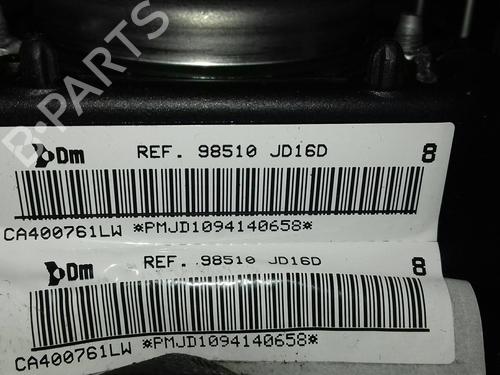 B-PARTS
Dm REF. 98510 JD16D 8
CA400761LW *PMJD1094140658*
Dm REF. 98510 JD16D 8
CA400761LW *PMJD1094140658*